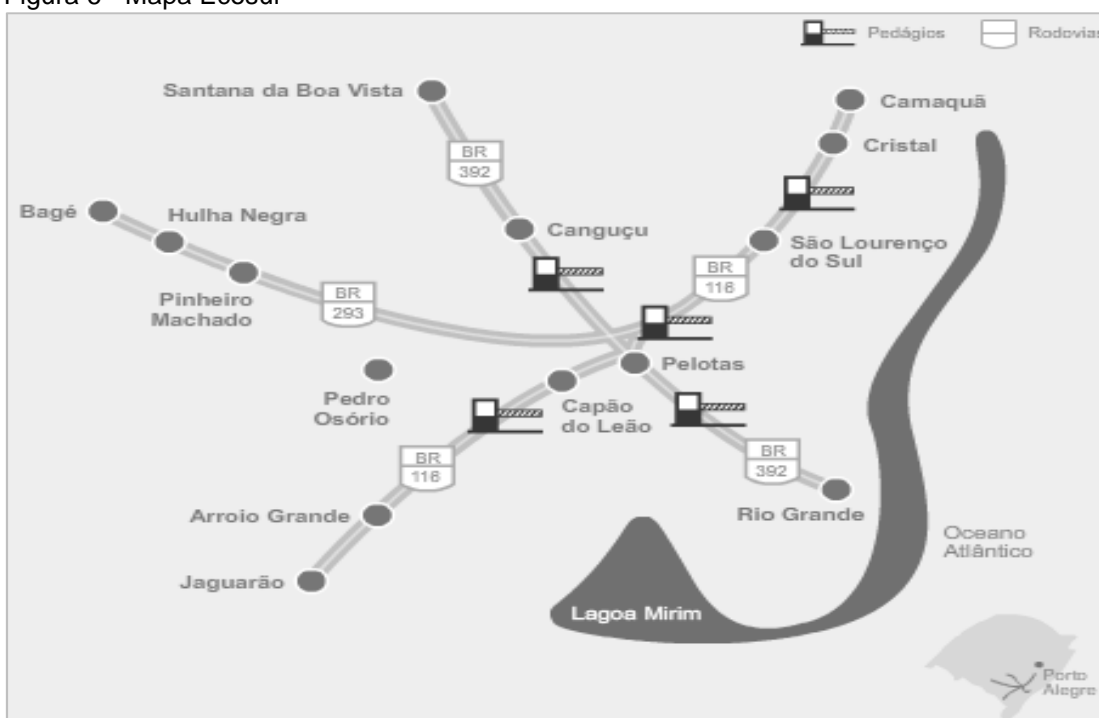 Pedágios
Rodovias
Santana da Boa Vista
Camaquã
Cristal
BR
392
Bagé
Hulha Negra
Canguçu
São Lourenço
do Sul
BR
116
Pinheiro
Machado
BR
293
Pelotas
Pedro
Osório
Capão
do Leão
BR
116
BR
392
Arroio Grande
Rio Grande
Oceano
Atlântico
Jaguarão
Lagoa Mirim
Porto
Alegre